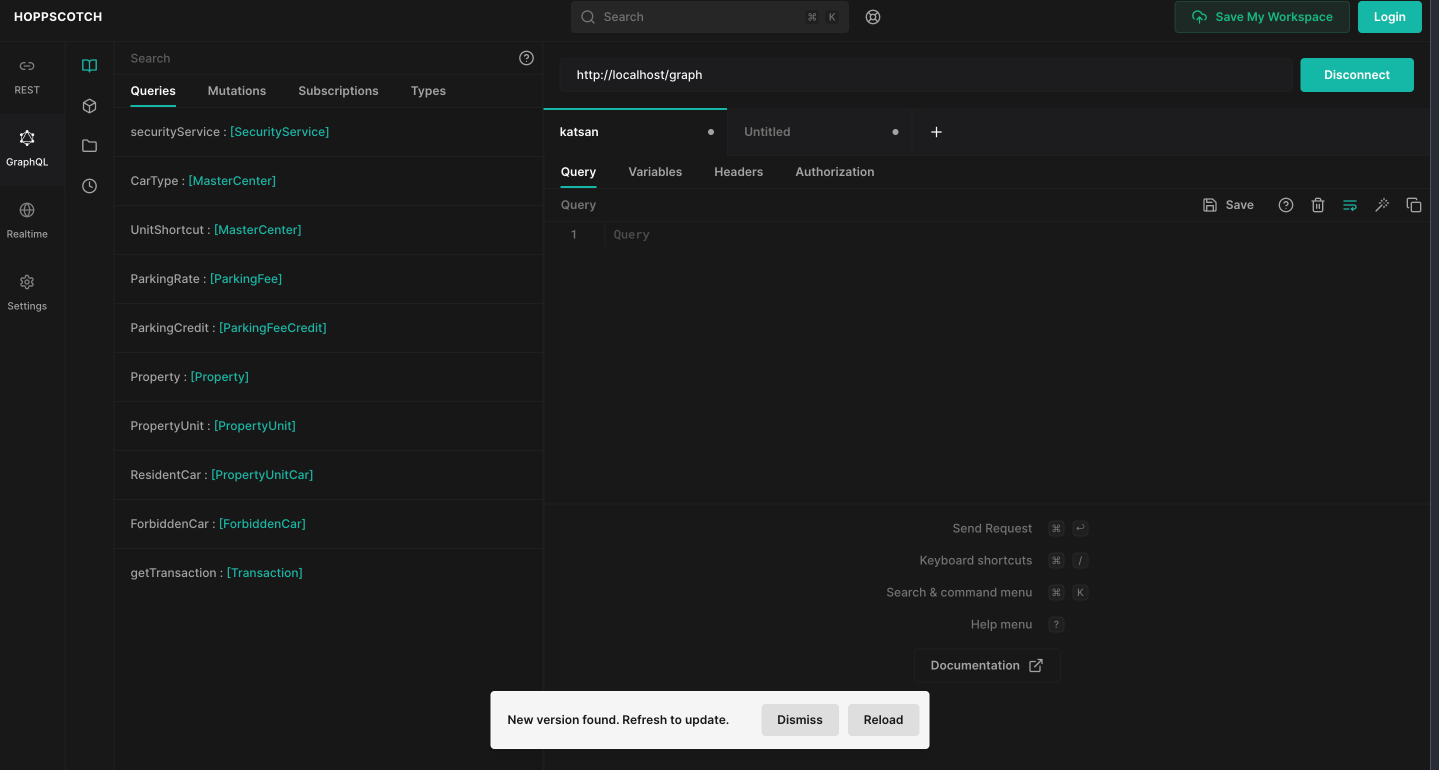 HOPPSCOTCH
Search
⌘ K
Save My Workspace
Login
REST
GraphQL
Realtime
Settings
Search
Queries Mutations Subscriptions Types
securityService : [SecurityService]
CarType : [MasterCenter]
UnitShortcut : [MasterCenter]
ParkingRate : [ParkingFee]
ParkingCredit : [ParkingFeeCredit]
Property : [Property]
PropertyUnit : [PropertyUnit]
ResidentCar : [PropertyUnitCar]
ForbiddenCar : [ForbiddenCar]
getTransaction : [Transaction]
http://localhost/graph
Disconnect
katsan
Untitled
Query Variables Headers Authorization
Query
Save
1 Query
Send Request ⌘ ↩
Keyboard shortcuts ⌘ /
Search & command menu ⌘ K
Help menu ?
Documentation
New version found. Refresh to update.
Dismiss
Reload